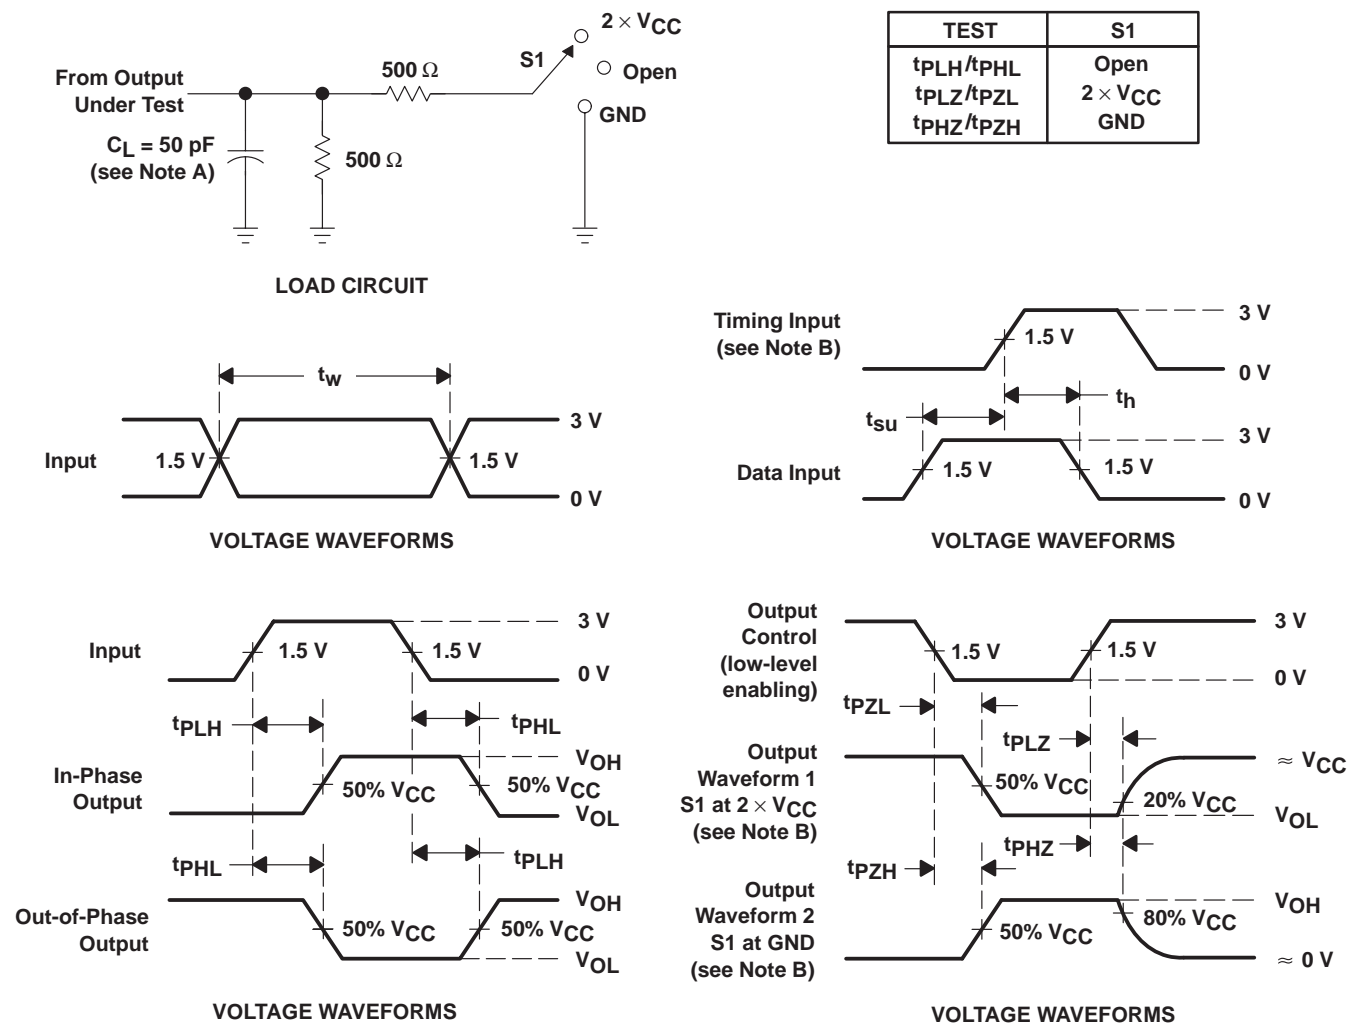 2 × VCC
S1
500 Ω
Open
From Output
Under Test
GND
CL = 50 pF
(see Note A)
500 Ω
LOAD CIRCUIT
TEST S1
tPLH/tPHL Open
tPLZ/tPZL 2 × VCC
tPHZ/tPZH GND
tw
3 V
Input
1.5 V
1.5 V
0 V
VOLTAGE WAVEFORMS
Timing Input
(see Note B)
3 V
1.5 V
0 V
th
tsu
3 V
Data Input
1.5 V
1.5 V
0 V
VOLTAGE WAVEFORMS
3 V
Input
1.5 V
1.5 V
0 V
tPLH
tPHL
VOH
In-Phase
Output
50% VCC
50% VCC
VOL
tPHL
tPLH
VOH
Out-of-Phase
Output
50% VCC
50% VCC
VOL
VOLTAGE WAVEFORMS
Output
Control
(low-level
enabling)
3 V
1.5 V
1.5 V
0 V
tPZL
tPLZ
Output
Waveform 1
S1 at 2 × VCC
(see Note B)
≈ VCC
50% VCC
20% VCC
VOL
tPHZ
tPZH
Output
Waveform 2
S1 at GND
(see Note B)
VOH
50% VCC
80% VCC
≈ 0 V
VOLTAGE WAVEFORMS